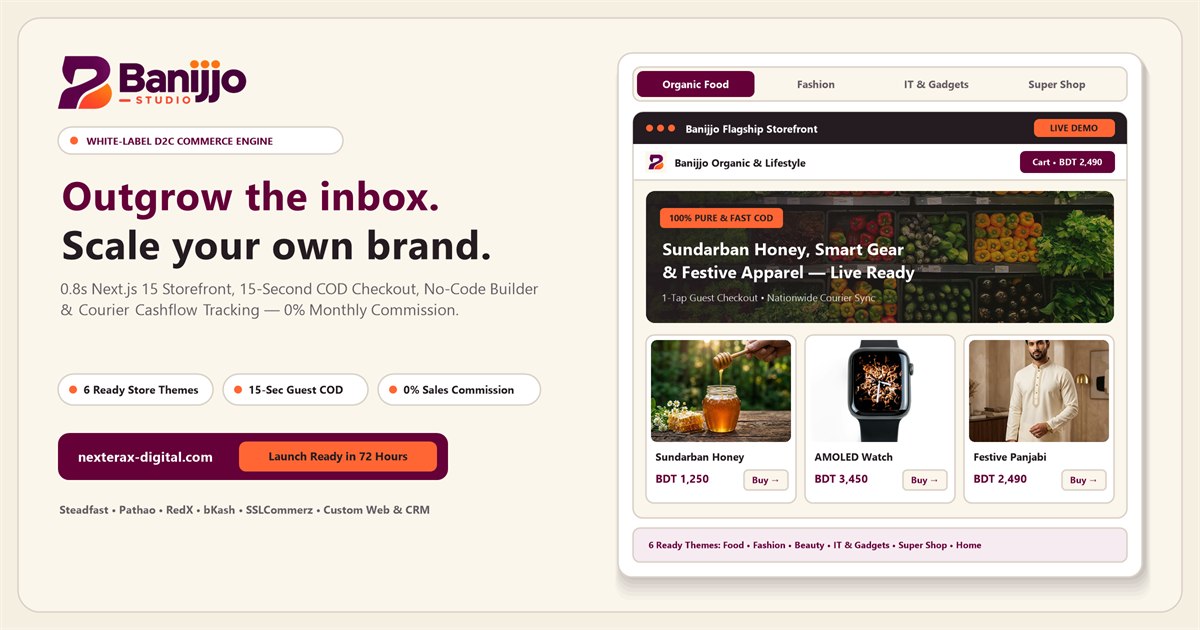 Banijjo
STUDIO
WHITE-LABEL D2C COMMERCE ENGINE
Outgrow the inbox.
Scale your own brand.
0.8s Next.js 15 Storefront, 15-Second COD Checkout, No-Code Builder
& Courier Cashflow Tracking — 0% Monthly Commission.
6 Ready Store Themes
15-Sec Guest COD
0% Sales Commission
nexterax-digital.com
Launch Ready in 72 Hours
Steadfast • Pathao • RedX • bKash • SSLCommerz • Custom Web & CRM
Organic Food
Fashion
IT & Gadgets
Super Shop
Banijjo Flagship Storefront
LIVE DEMO
Banijjo Organic & Lifestyle
Cart • BDT 2,490
100% PURE & FAST COD
Sundarban Honey, Smart Gear
& Festive Apparel — Live Ready
1-Tap Guest Checkout • Nationwide Courier Sync
Sundarban Honey
BDT 1,250
Buy →
AMOLED Watch
BDT 3,450
Buy →
Festive Panjabi
BDT 2,490
Buy →
6 Ready Themes: Food • Fashion • Beauty • IT & Gadgets • Super Shop • Home